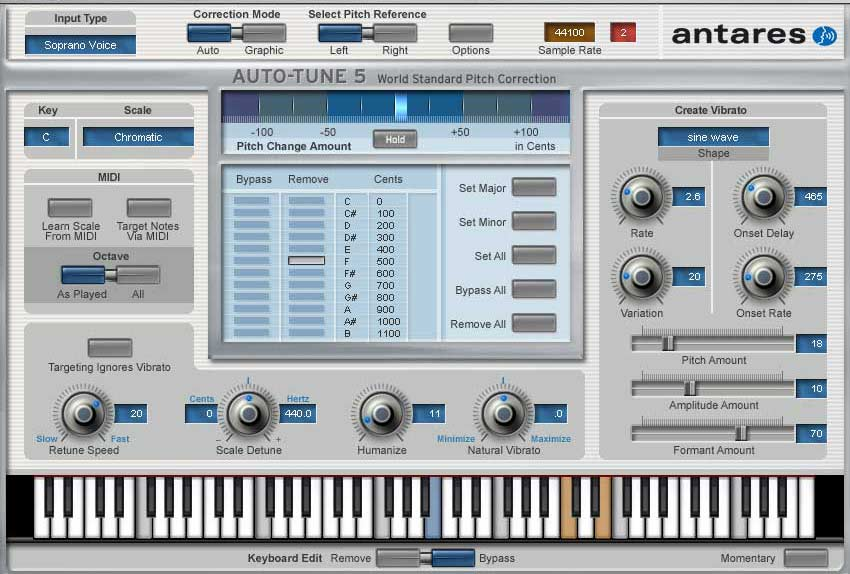 Input Type
Soprano Voice
Correction Mode
Auto Graphic
Select Pitch Reference
Left Right
Options
44100
Sample Rate
2
antares
AUTO-TUNE 5 World Standard Pitch Correction
Key Scale
C Chromatic
MIDI
Learn Scale From MIDI
Target Notes Via MIDI
Octave
As Played All
-100 -50 +50 +100
Pitch Change Amount Hold in Cents
Bypass Remove Cents
C 0
C# 100
D 200
D# 300
E 400
F 500
F# 600
G 700
G# 800
A 900
A# 1000
B 1100
Set Major
Set Minor
Set All
Bypass All
Remove All
Create Vibrato
sine wave
Shape
2.6
Rate
465
Onset Delay
20
Variation
275
Onset Rate
18
Pitch Amount
10
Amplitude Amount
70
Formant Amount
Targeting Ignores Vibrato
20
Slow Fast
Retune Speed
Cents Hertz
0 440.0
- +
Scale Detune
11
Humanize
.0
Minimize Maximize
Natural Vibrato
Keyboard Edit Remove Bypass
Momentary